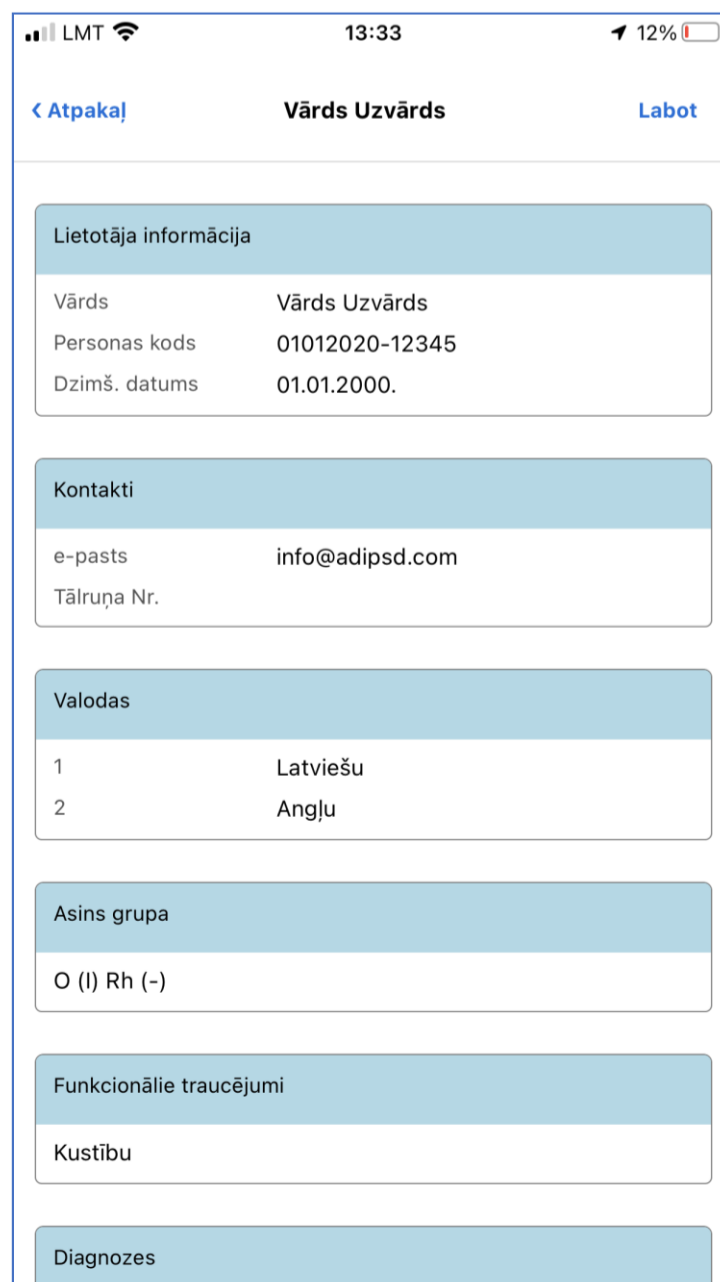 LMT 13:33 12%
Atpakaļ Vārds Uzvārds Labot
Lietotāja informācija
Vārds Vārds Uzvārds
Personas kods 01012020-12345
Dzimš. datums 01.01.2000.
Kontakti
e-pasts info@adipsd.com
Tālruņa Nr.
Valodas
1 Latviešu
2 Angļu
Asins grupa
O (I) Rh (-)
Funkcionālie traucējumi
Kustību
Diagnozes